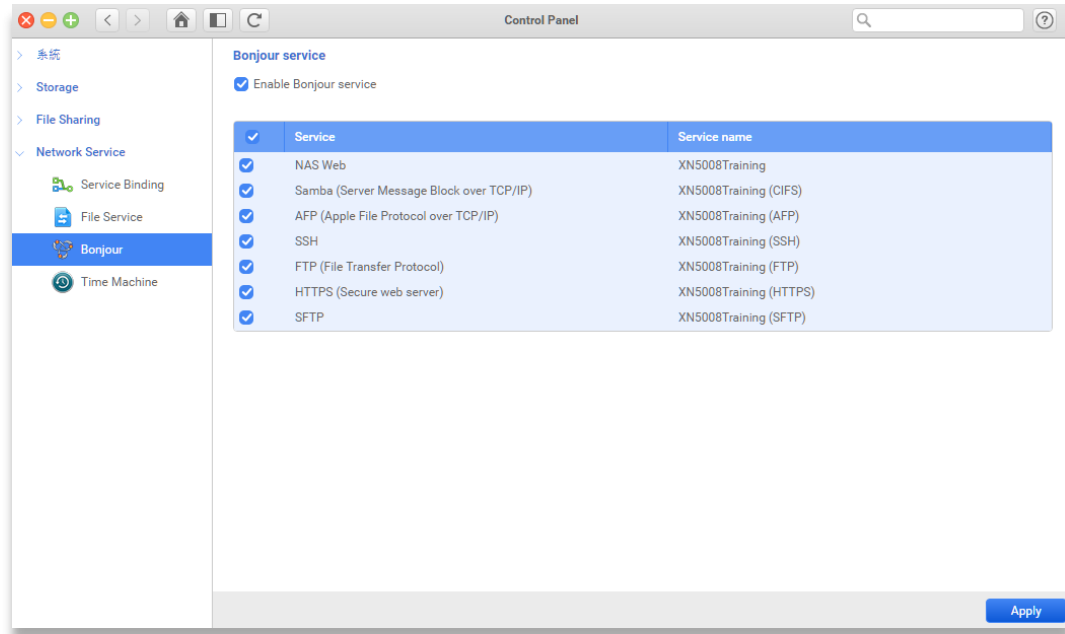 Control Panel
系統
Storage
File Sharing
Network Service
Service Binding
File Service
Bonjour
Time Machine
Bonjour service
Enable Bonjour service
Service Service name
NAS Web XN5008Training
Samba (Server Message Block over TCP/IP) XN5008Training (CIFS)
AFP (Apple File Protocol over TCP/IP) XN5008Training (AFP)
SSH XN5008Training (SSH)
FTP (File Transfer Protocol) XN5008Training (FTP)
HTTPS (Secure web server) XN5008Training (HTTPS)
SFTP XN5008Training (SFTP)
Apply